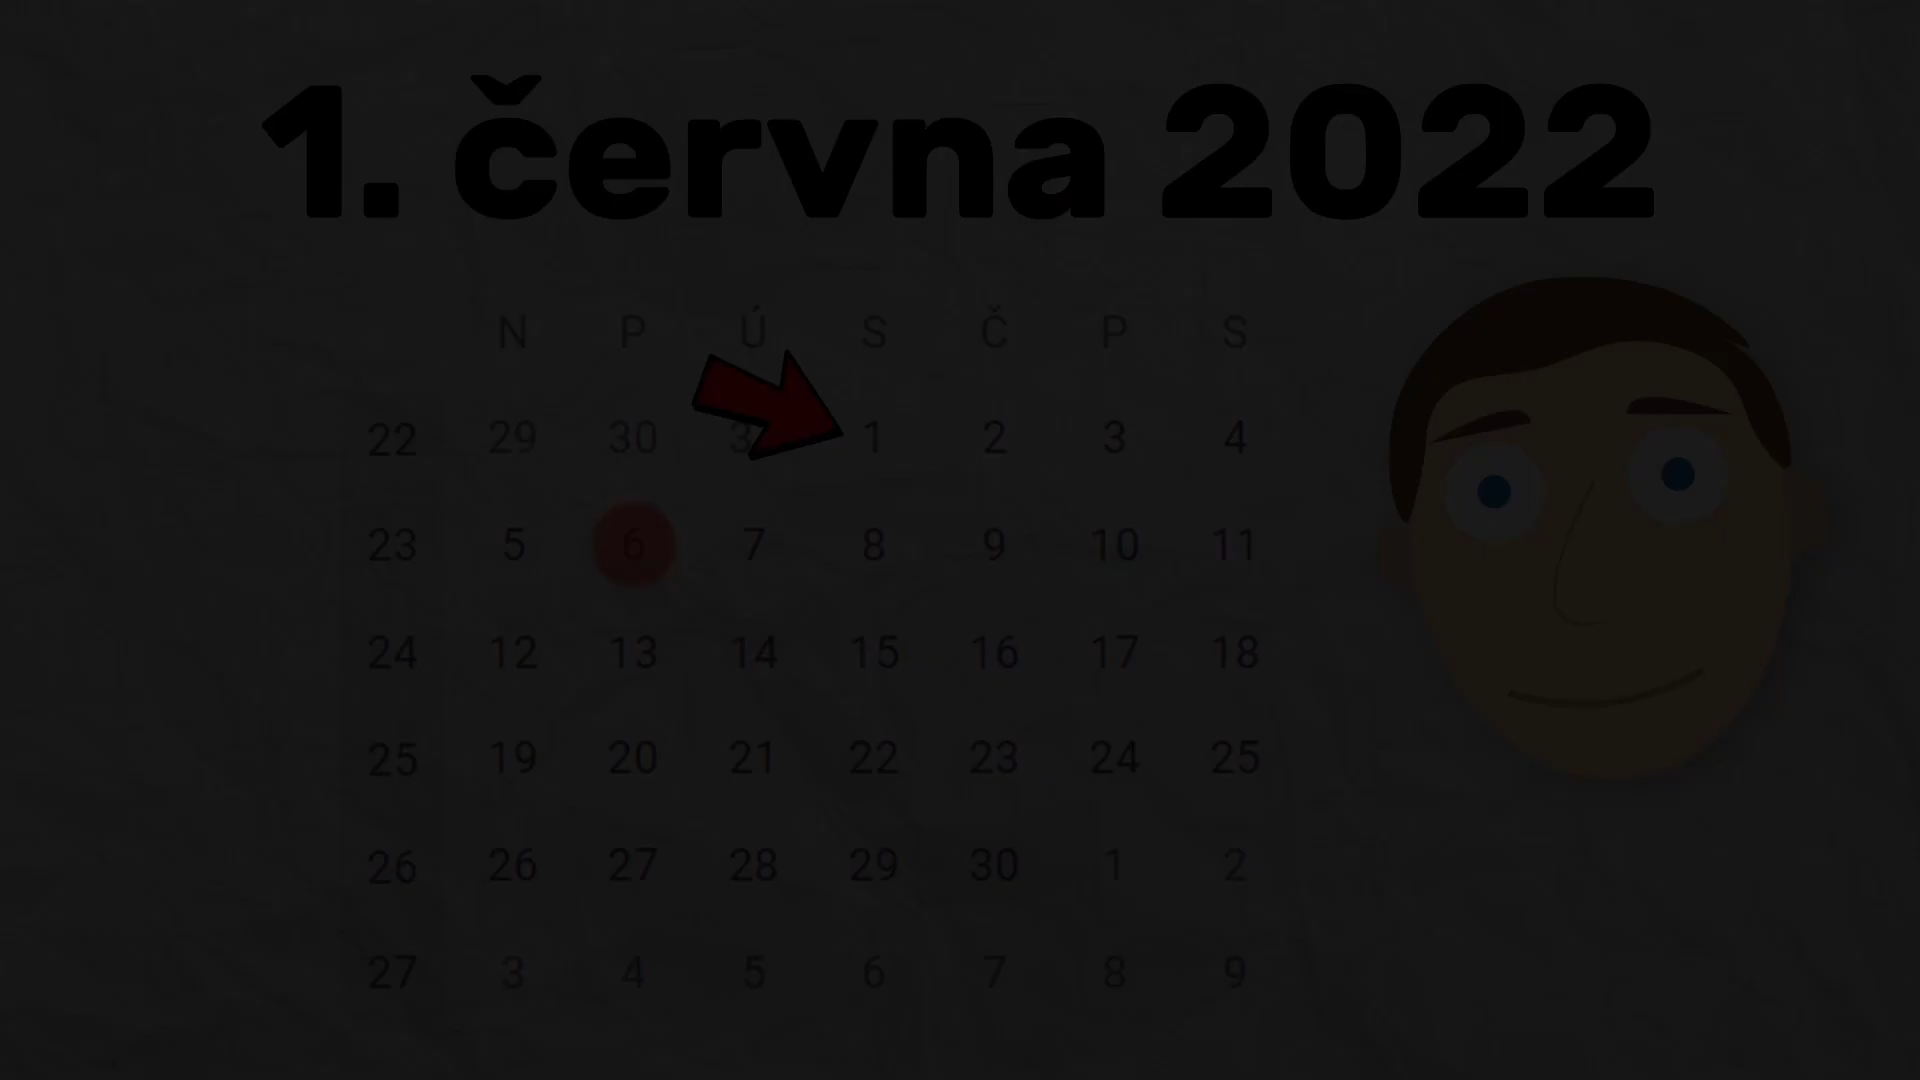 1. června 2022
N P Ú S Č P S
22 29 30 3 1 2 3 4
23 5 6 7 8 9 10 11
24 12 13 14 15 16 17 18
25 19 20 21 22 23 24 25
26 26 27 28 29 30 1 2
27 3 4 5 6 7 8 9